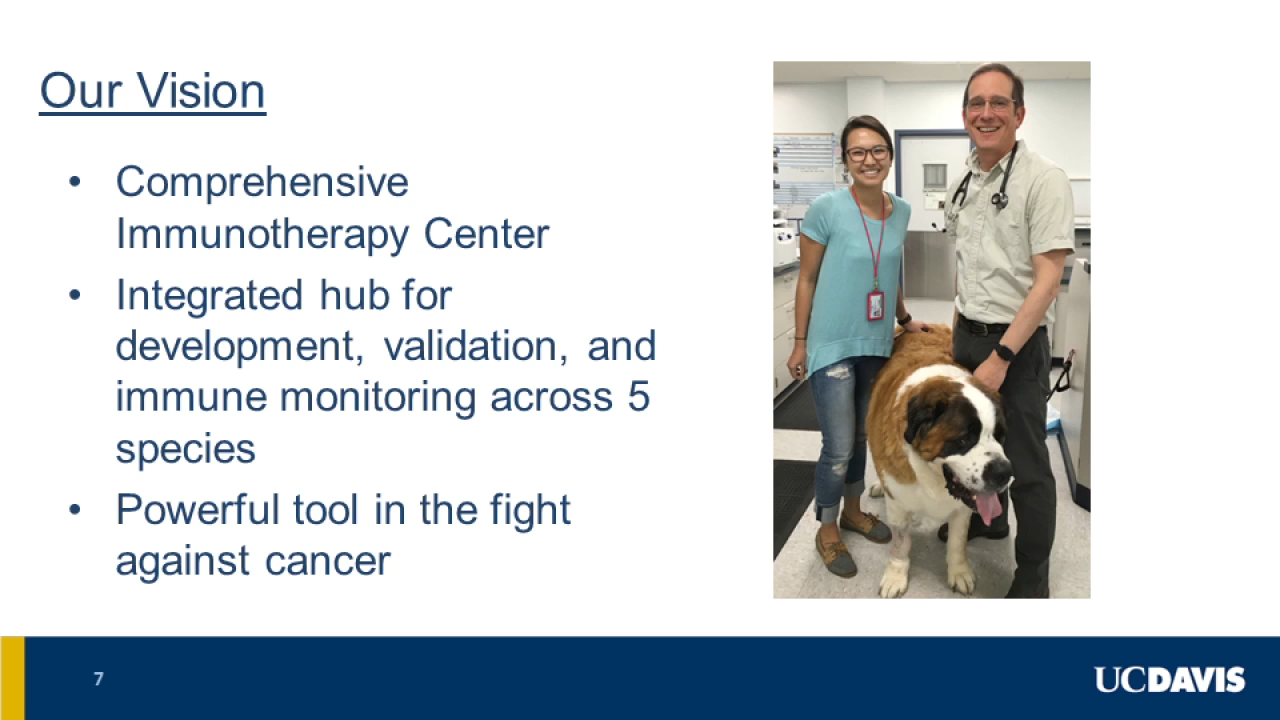 Our Vision
• Comprehensive
Immunotherapy Center
• Integrated hub for
development, validation, and
immune monitoring across 5
species
• Powerful tool in the fight
against cancer
7
UCDAVIS